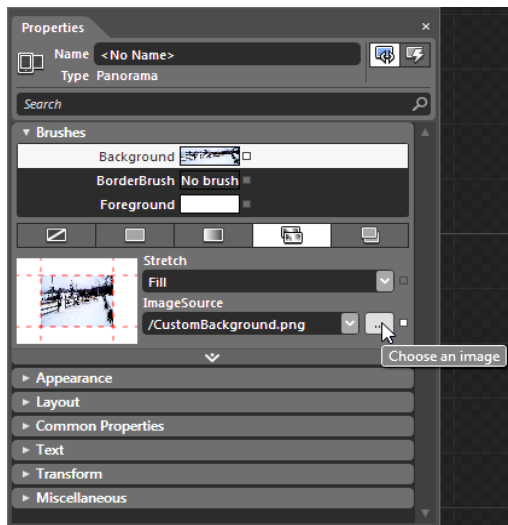 Properties
Name <No Name>
Type Panorama
Search
Brushes
Background
BorderBrush No brush
Foreground
Stretch
Fill
ImageSource
/CustomBackground.png ...
Choose an image
Appearance
Layout
Common Properties
Text
Transform
Miscellaneous